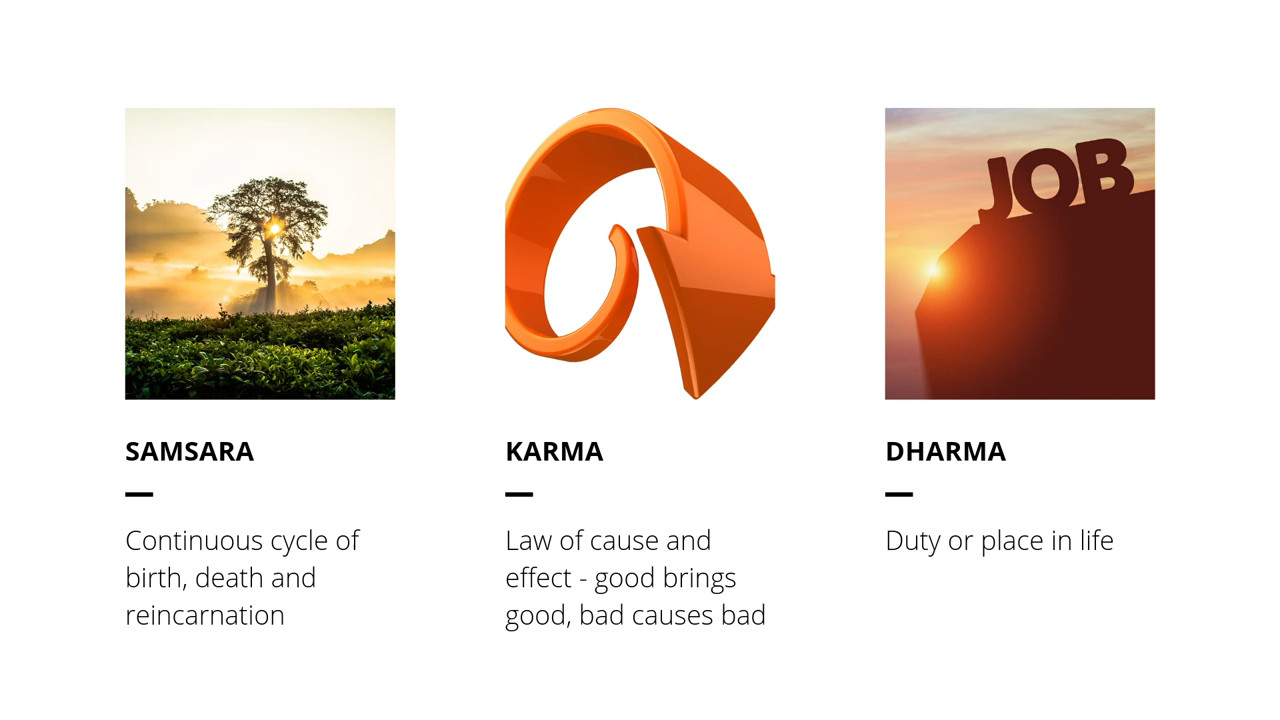 JOB
SAMSARA
Continuous cycle of
birth, death and
reincarnation
KARMA
Law of cause and
effect - good brings
good, bad causes bad
DHARMA
Duty or place in life